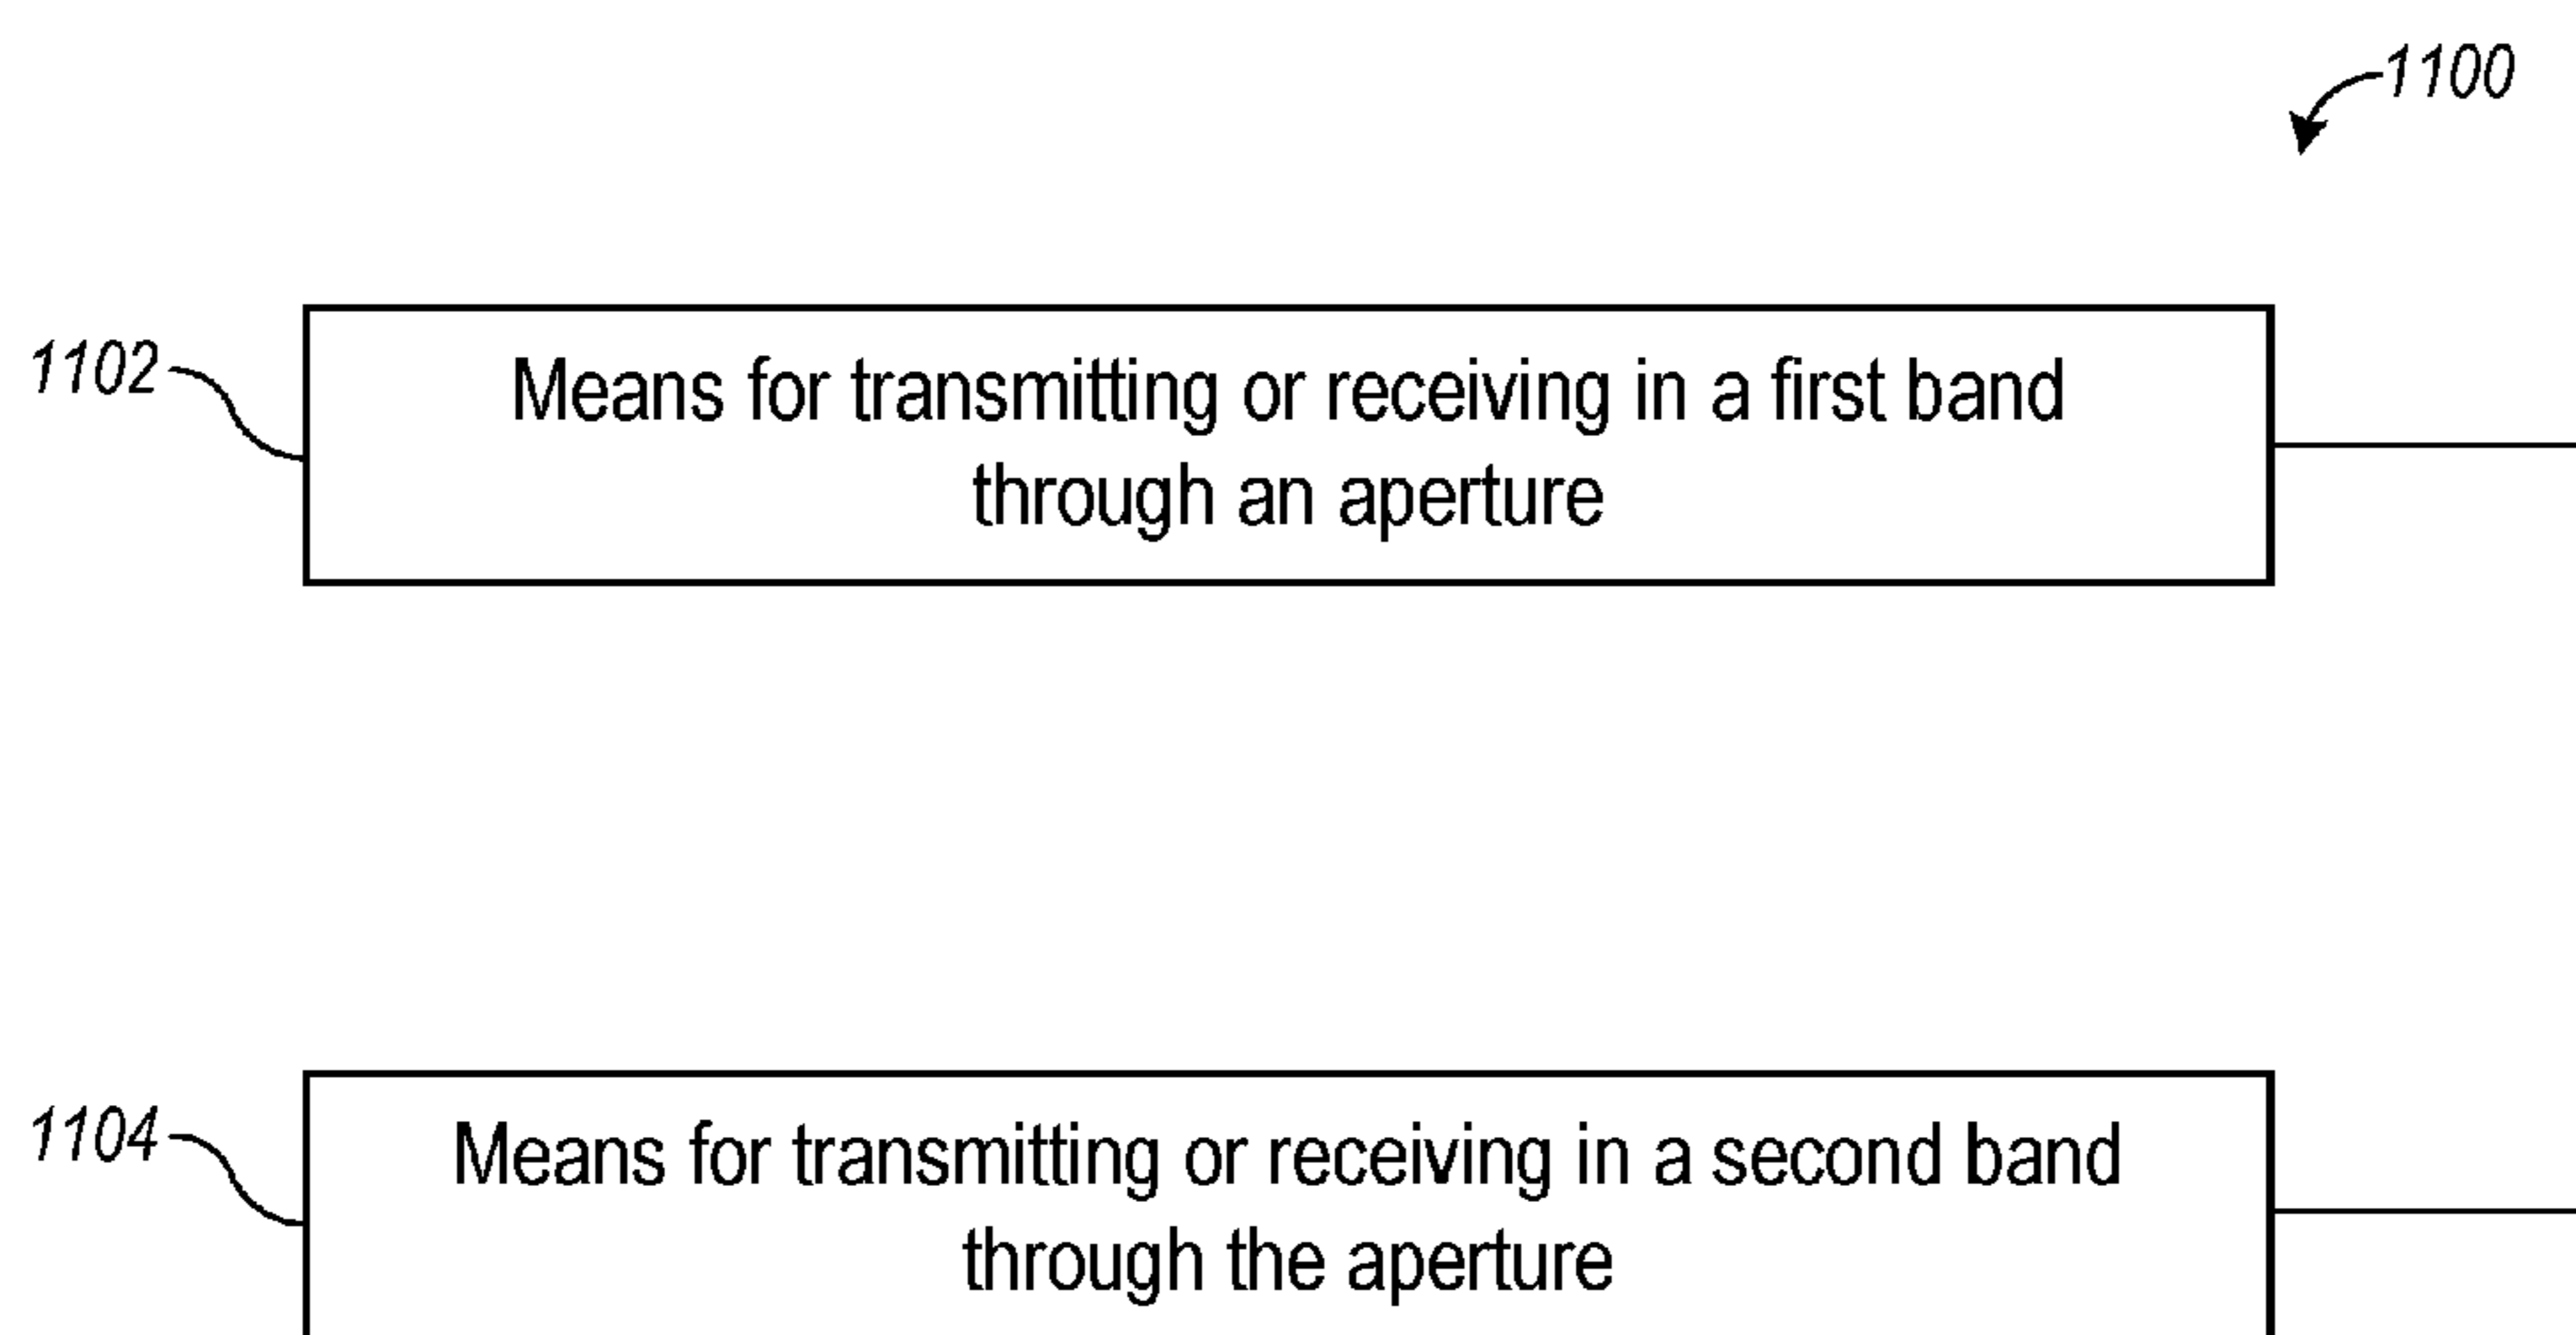 1100
1102
Means for transmitting or receiving in a first band
through an aperture
1104
Means for transmitting or receiving in a second band
through the aperture